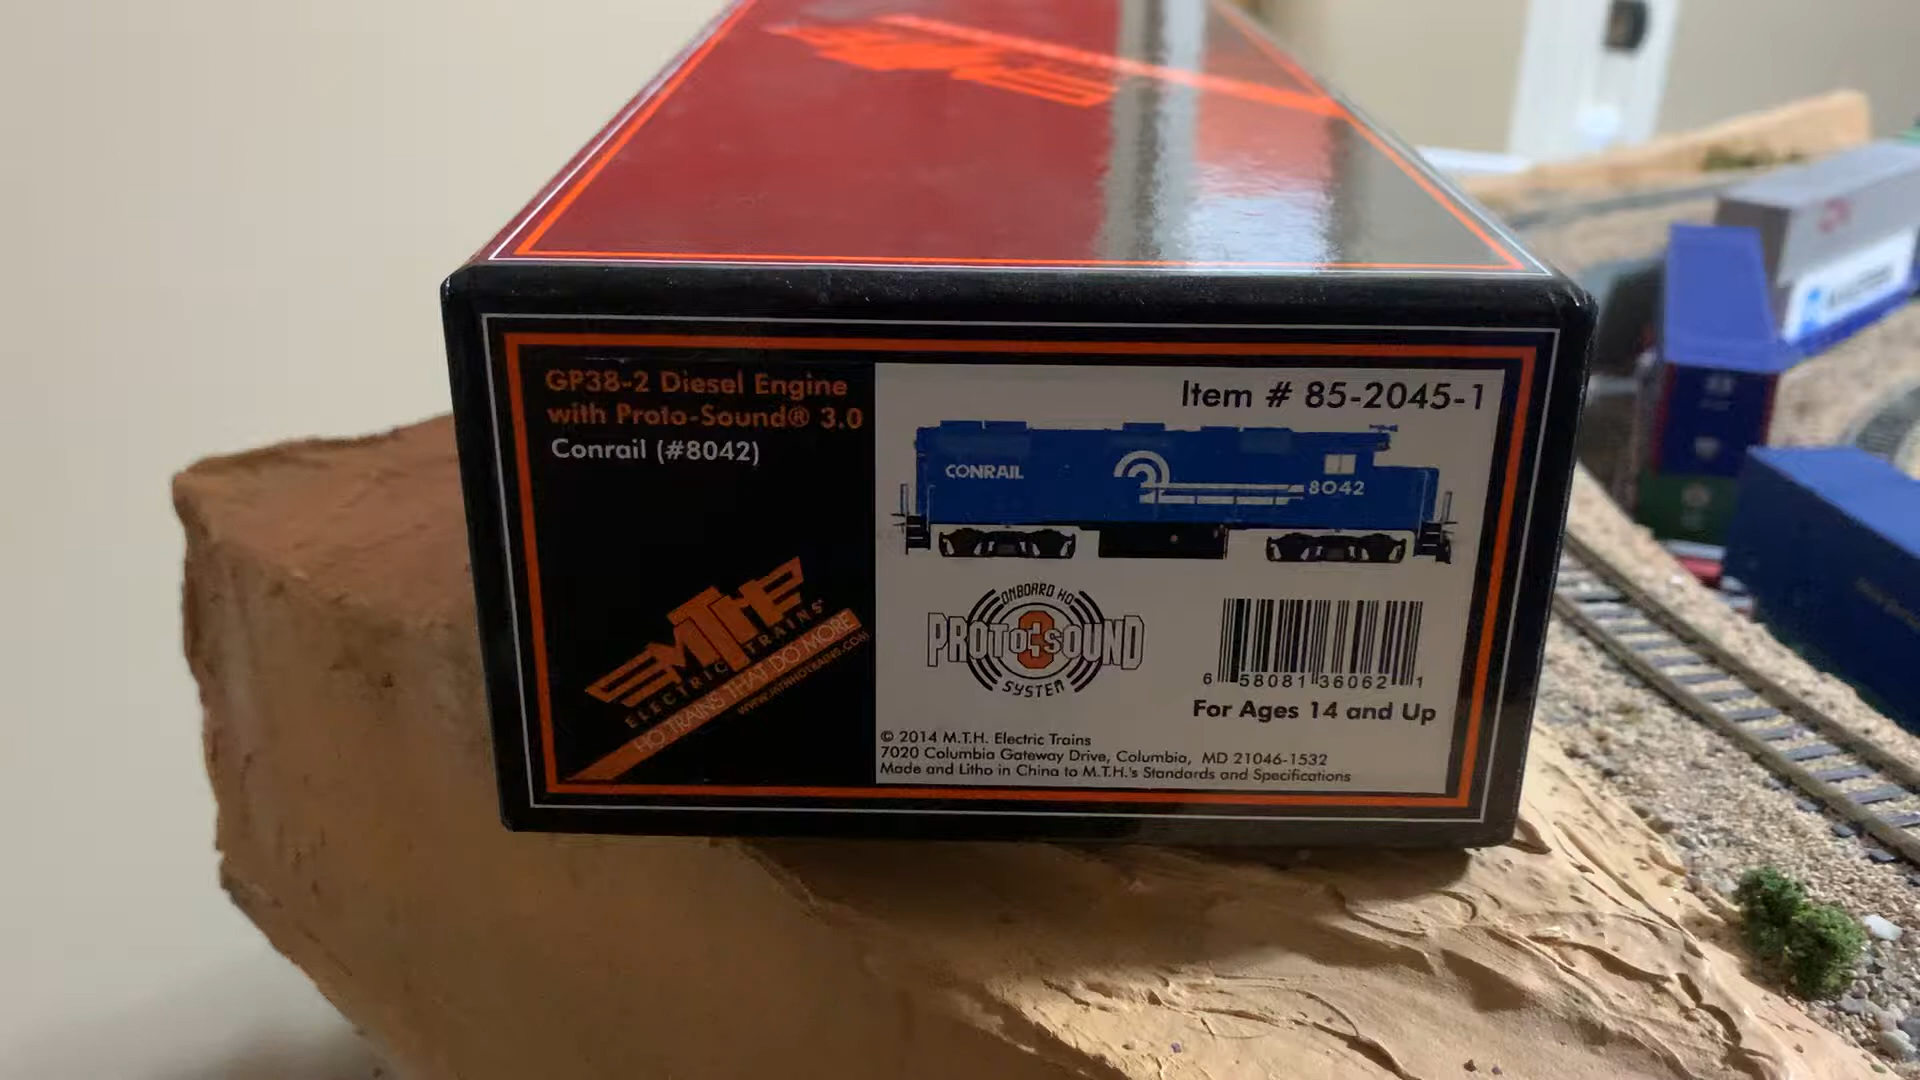 GP38-2 Diesel Engine
with Proto-Sound® 3.0
Conrail (#8042)
Item # 85-2045-1
CONRAIL
8042
MTH
ELECTRIC TRAINS
HO TRAINS THAT DO MORE
www.MTHHOTRAINS.COM
ONBOARD HO
PROTO 3 SOUND
SYSTEM
6 58081 36062 1
For Ages 14 and Up
© 2014 M.T.H. Electric Trains
7020 Columbia Gateway Drive, Columbia, MD 21046-1532
Made and Litho in China to M.T.H.'s Standards and Specifications